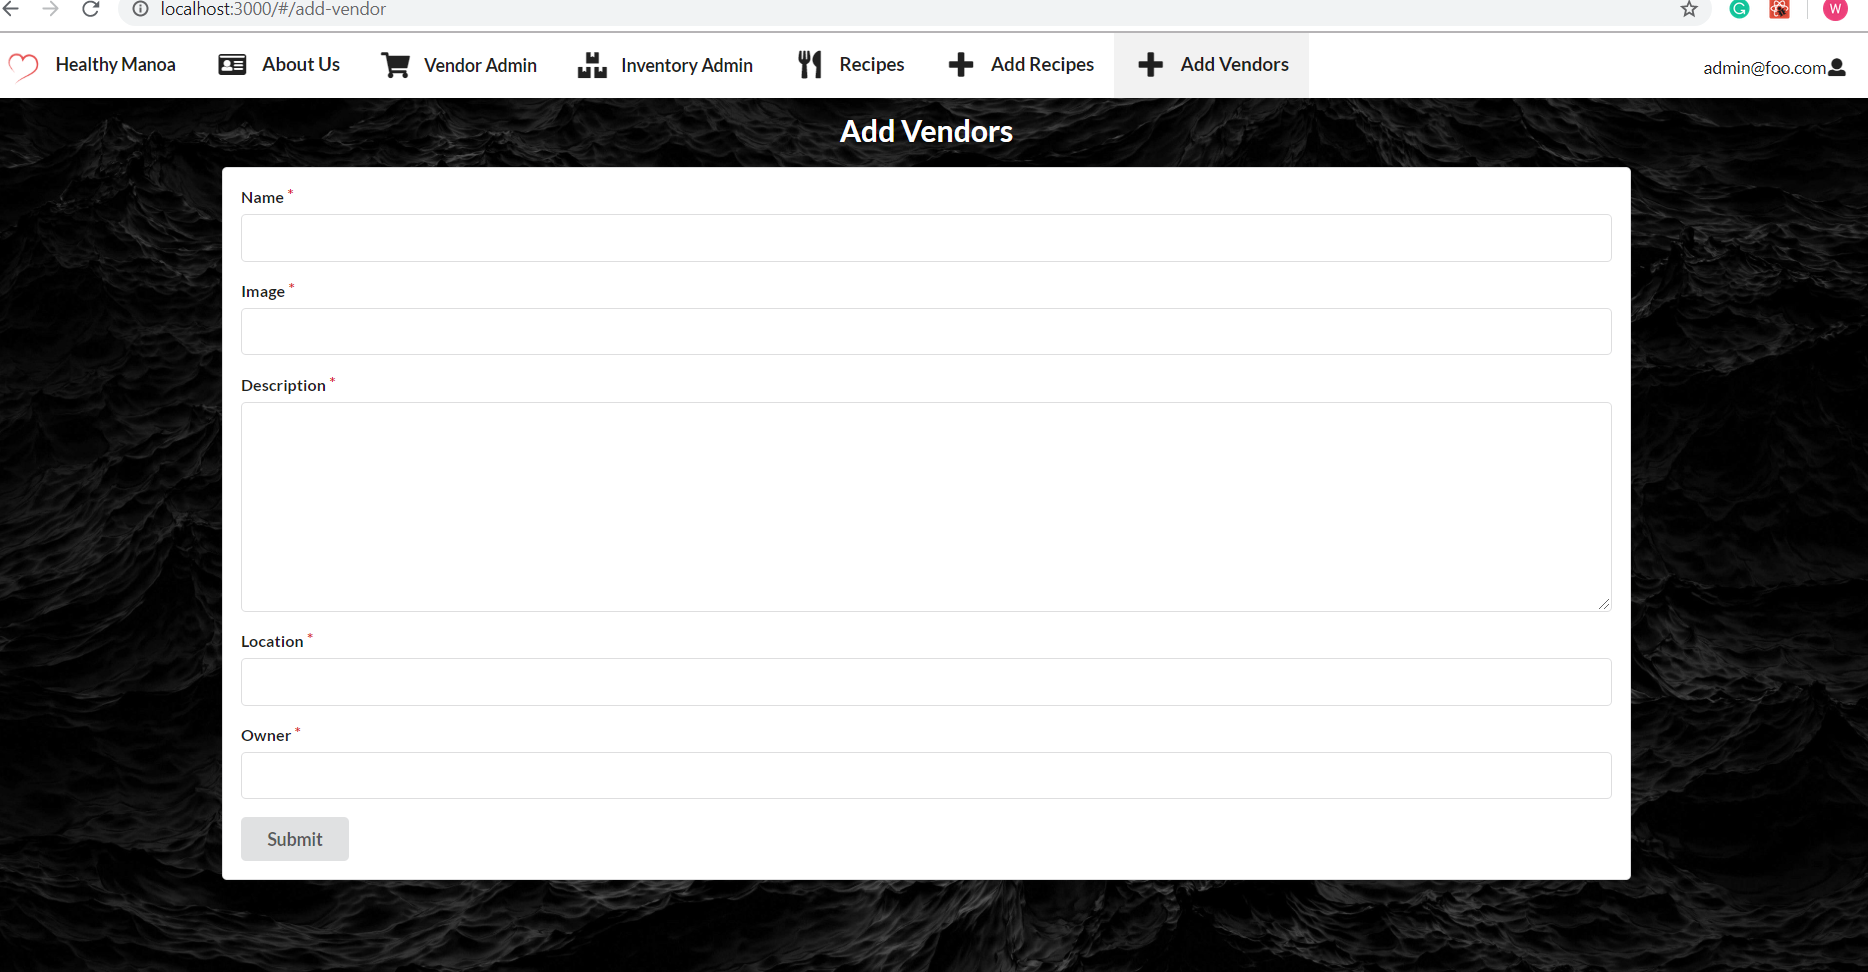 localhost:3000/#/add-vendor
G W
Healthy Manoa About Us Vendor Admin Inventory Admin Recipes Add Recipes Add Vendors admin@foo.com
Add Vendors
Name *
Image *
Description *
Location *
Owner *
Submit